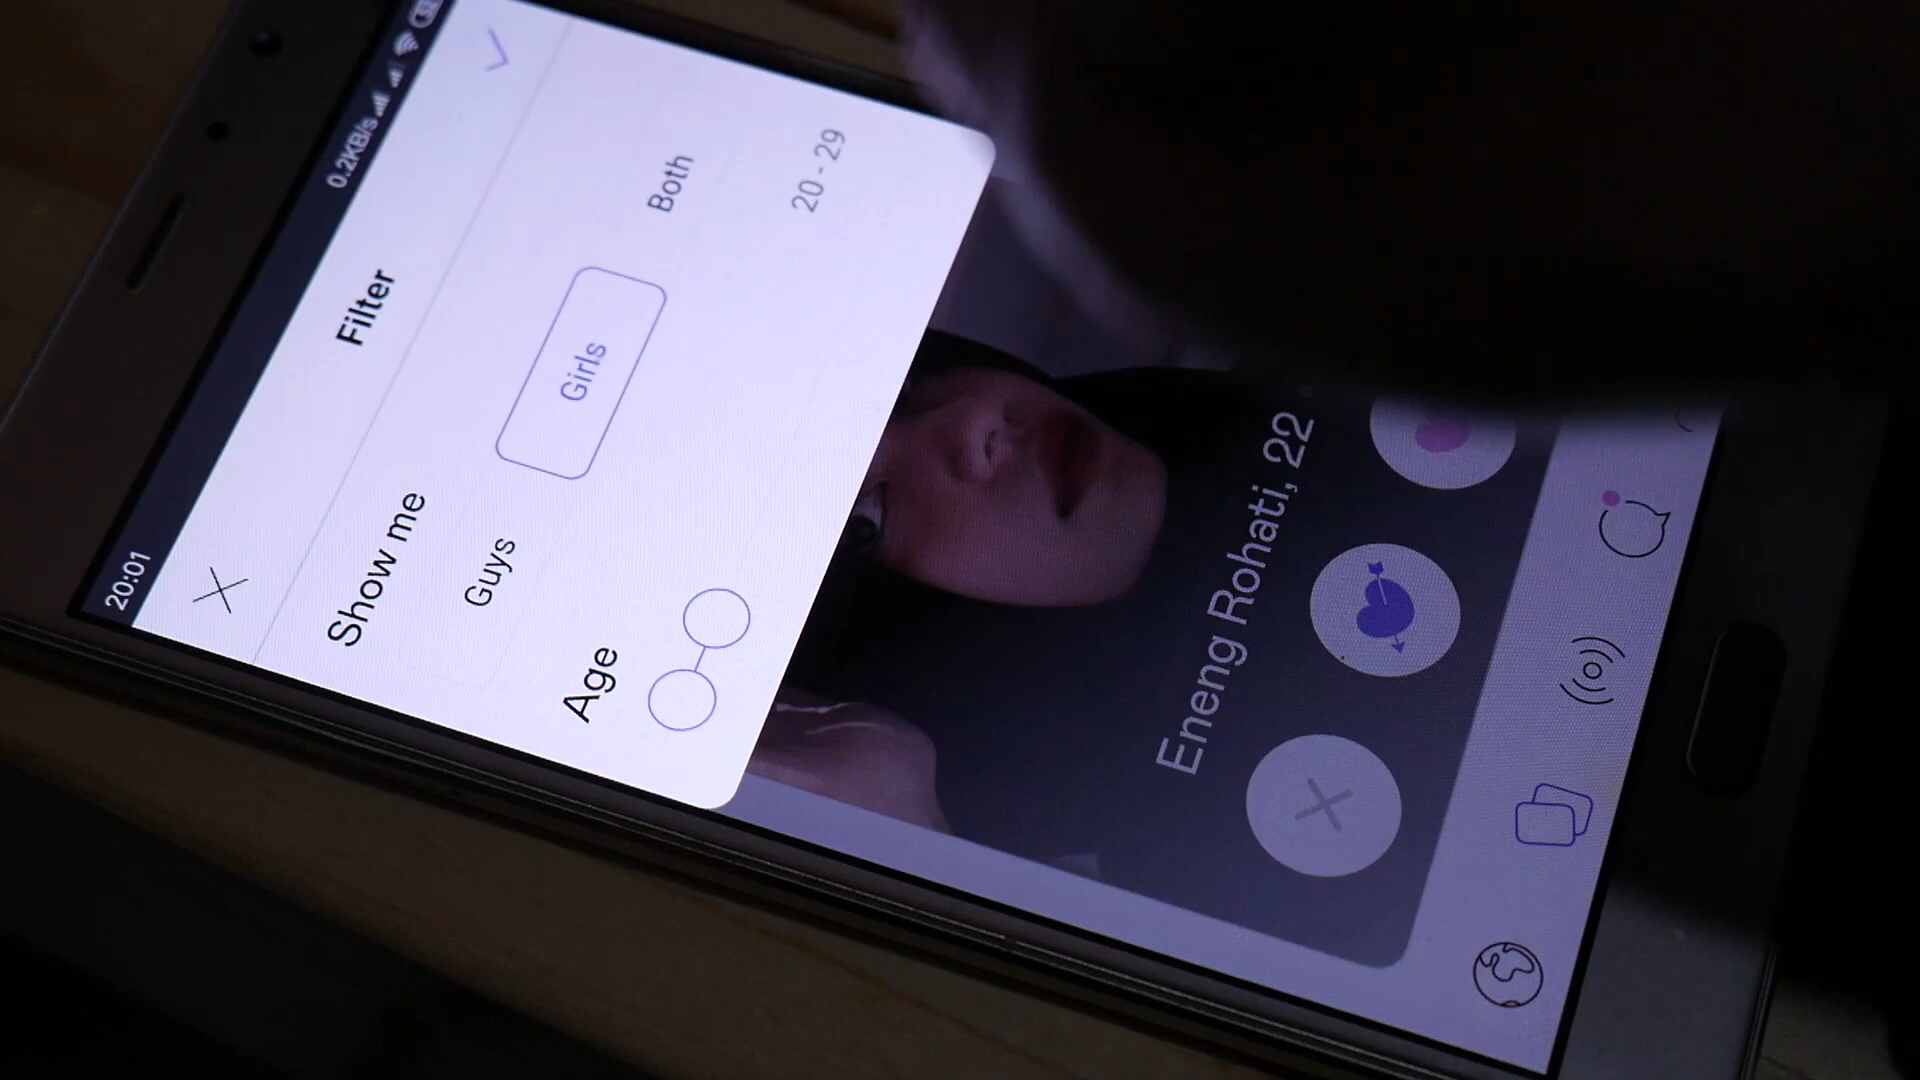 20:01 0.2KB/s
Filter
Show me
Guys Girls Both
Age 20 - 29
Eneng Rohati, 22